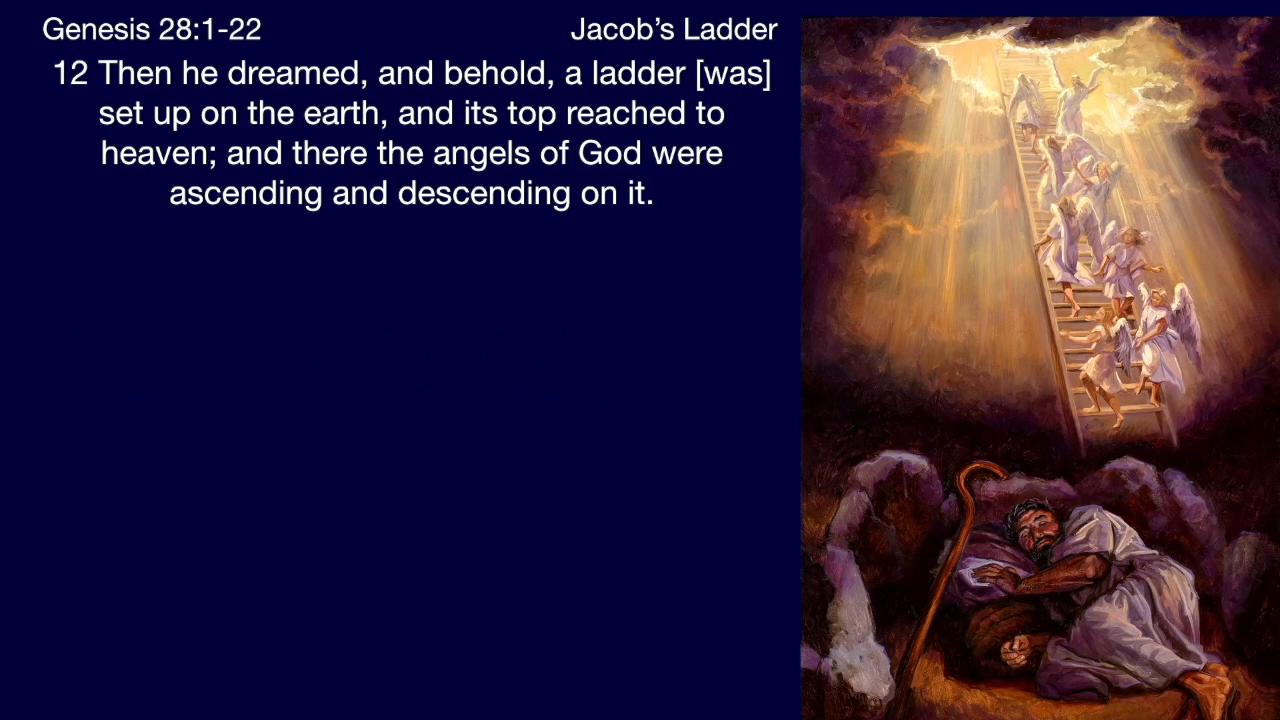 Genesis 28:1-22 Jacob’s Ladder
12 Then he dreamed, and behold, a ladder [was]
set up on the earth, and its top reached to
heaven; and there the angels of God were
ascending and descending on it.